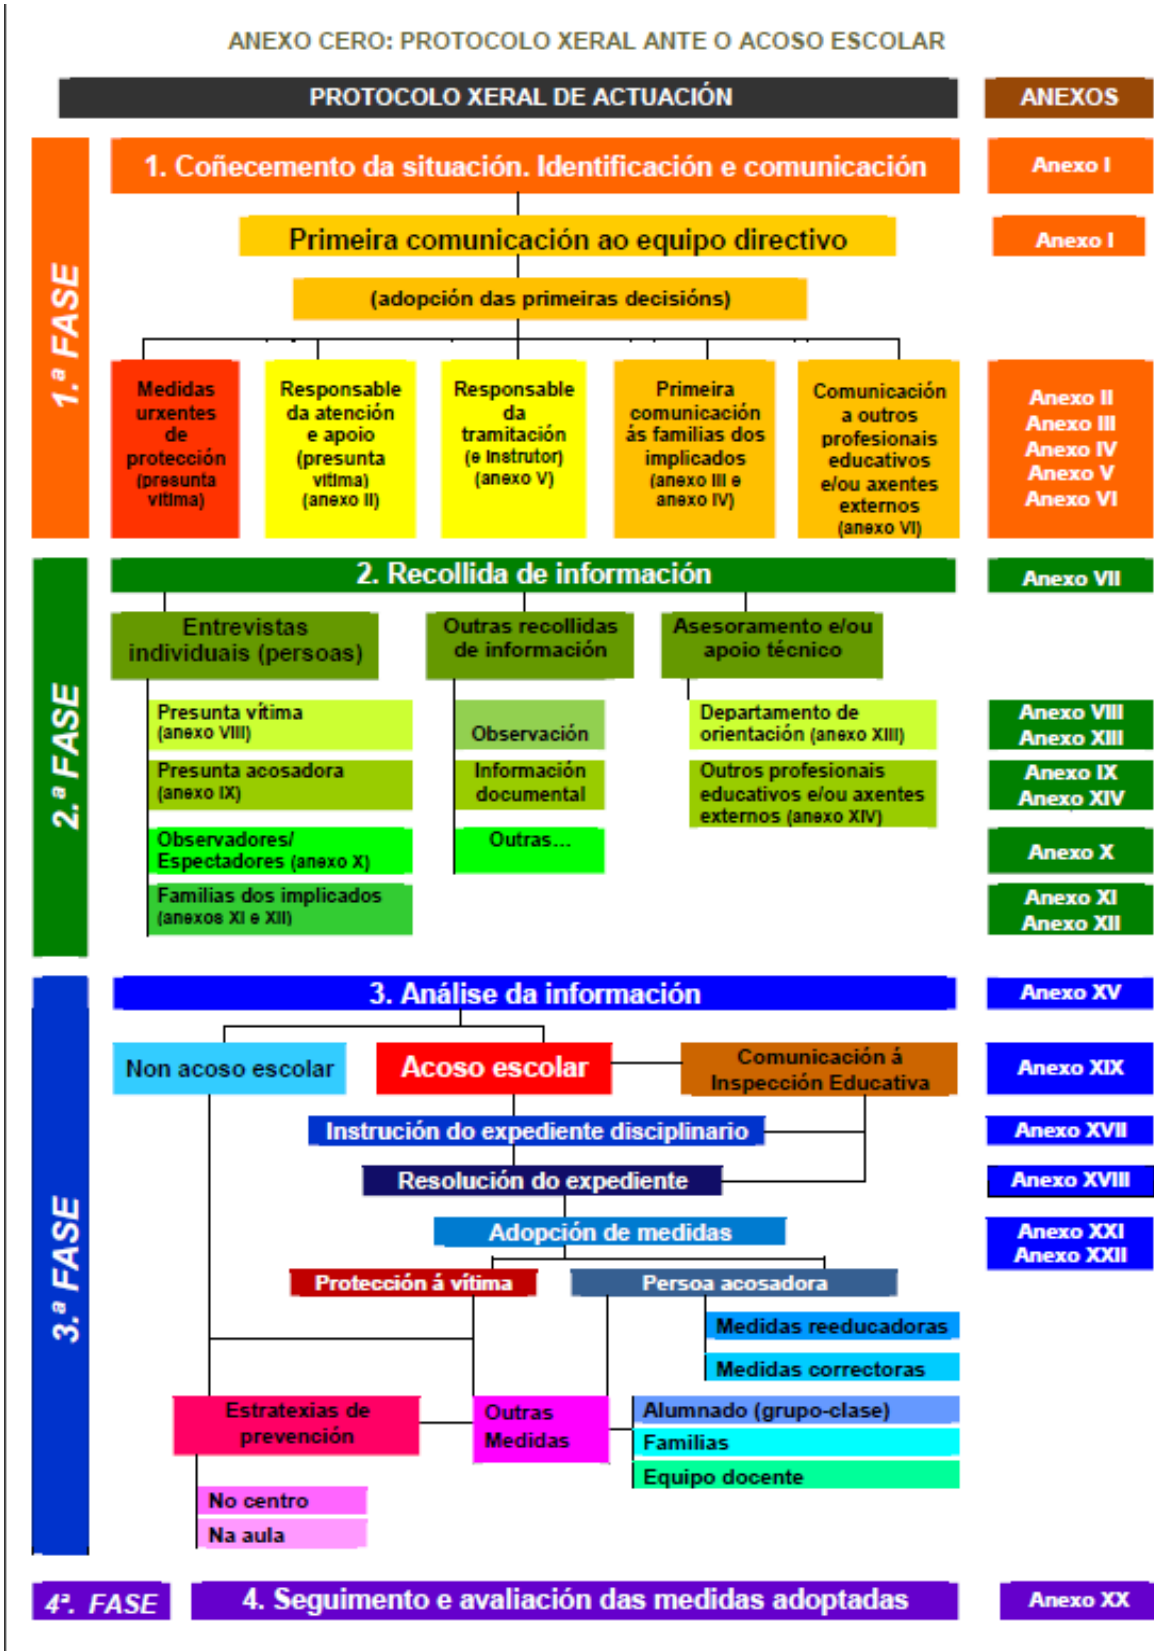 ANEXO CERO: PROTOCOLO XERAL ANTE O ACOSO ESCOLAR
PROTOCOLO XERAL DE ACTUACIÓN
ANEXOS
1.ª FASE
1. Coñecemento da situación. Identificación e comunicación
Anexo I
Primeira comunicación ao equipo directivo
Anexo I
(adopción das primeiras decisións)
Medidas
urxentes
de
protección
(presunta
vítima)
Responsable
da atención
e apoio
(presunta
vítima)
(anexo II)
Responsable
da
tramitación
(e Instrutor)
(anexo V)
Primeira
comunicación
ás familias dos
implicados
(anexo III e
anexo IV)
Comunicación
a outros
profesionais
educativos
e/ou axentes
externos
(anexo VI)
Anexo II
Anexo III
Anexo IV
Anexo V
Anexo VI
2.ª FASE
2. Recollida de información
Anexo VII
Entrevistas
individuais (persoas)
Outras recollidas
de información
Asesoramento e/ou
apoio técnico
Presunta vítima
(anexo VIII)
Observación
Departamento de
orientación (anexo XIII)
Anexo VIII
Anexo XIII
Presunta acosadora
(anexo IX)
Información
documental
Outros profesionais
educativos e/ou axentes
externos (anexo XIV)
Anexo IX
Anexo XIV
Observadores/
Espectadores (anexo X)
Outras...
Anexo X
Familias dos implicados
(anexos XI e XII)
Anexo XI
Anexo XII
3.ª FASE
3. Análise da información
Anexo XV
Non acoso escolar
Acoso escolar
Comunicación á
Inspección Educativa
Anexo XIX
Instrución do expediente disciplinario
Anexo XVII
Resolución do expediente
Anexo XVIII
Adopción de medidas
Anexo XXI
Anexo XXII
Protección á vítima
Persoa acosadora
Medidas reeducadoras
Medidas correctoras
Estratexias de
prevención
Outras
Medidas
Alumnado (grupo-clase)
Familias
Equipo docente
No centro
Na aula
4ª. FASE
4. Seguimento e avaliación das medidas adoptadas
Anexo XX